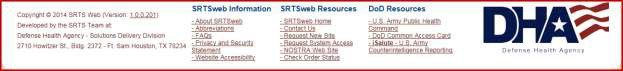 Copyright © 2014 SRTS Web (Version: 1.0.0.201)
Developed by the SRTS Team at:
Defense Health Agency - Solutions Delivery Division
2710 Howitzer St., Bldg. 2372 - Ft. Sam Houston, TX 78234
SRTSweb Information
- About SRTSweb
- Abbreviations
- FAQs
- Privacy and Security
Statement
- Website Accessibility
SRTSweb Resources
- SRTSweb Home
- Contact Us
- Request New Site
- Request System Access
- NOSTRA Web Site
- Check Order Status
DoD Resources
- U.S. Army Public Health
Command
- DoD Common Access Card
- iSalute - U.S. Army
Counterintelligence Reporting
DHA
Defense Health Agency